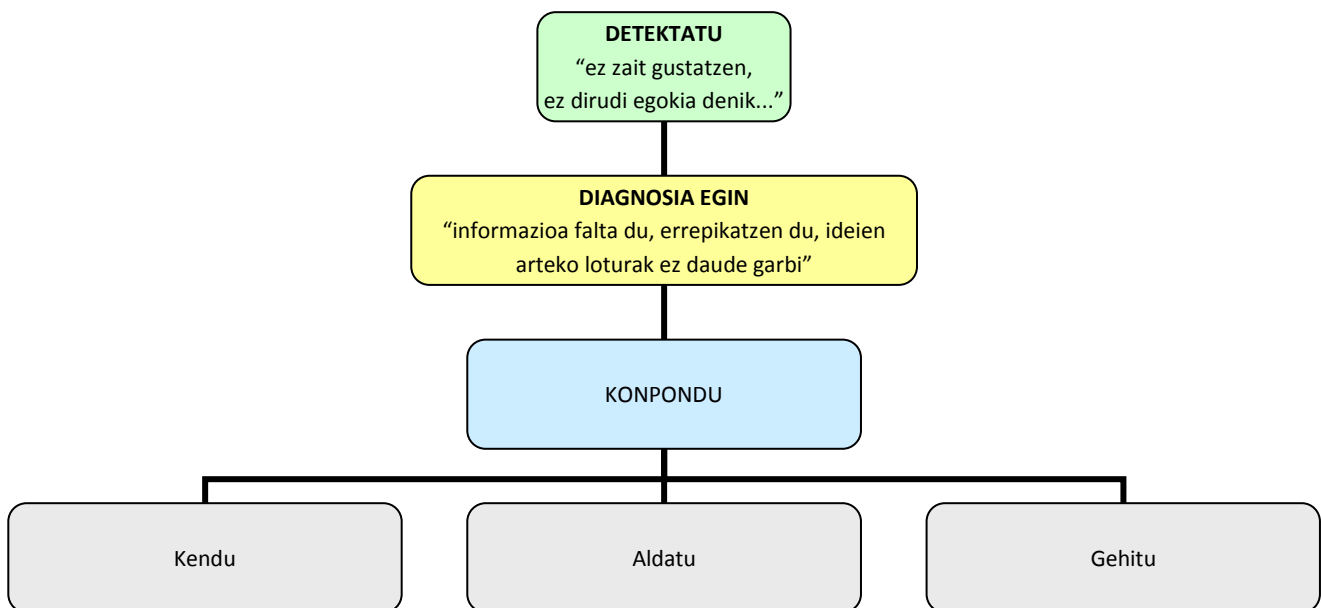 DETEKTATU
“ez zait gustatzen,
ez dirudi egokia denik...”
DIAGNOSIA EGIN
“informazioa falta du, errepikatzen du, ideien
arteko loturak ez daude garbi”
KONPONDU
Kendu
Aldatu
Gehitu